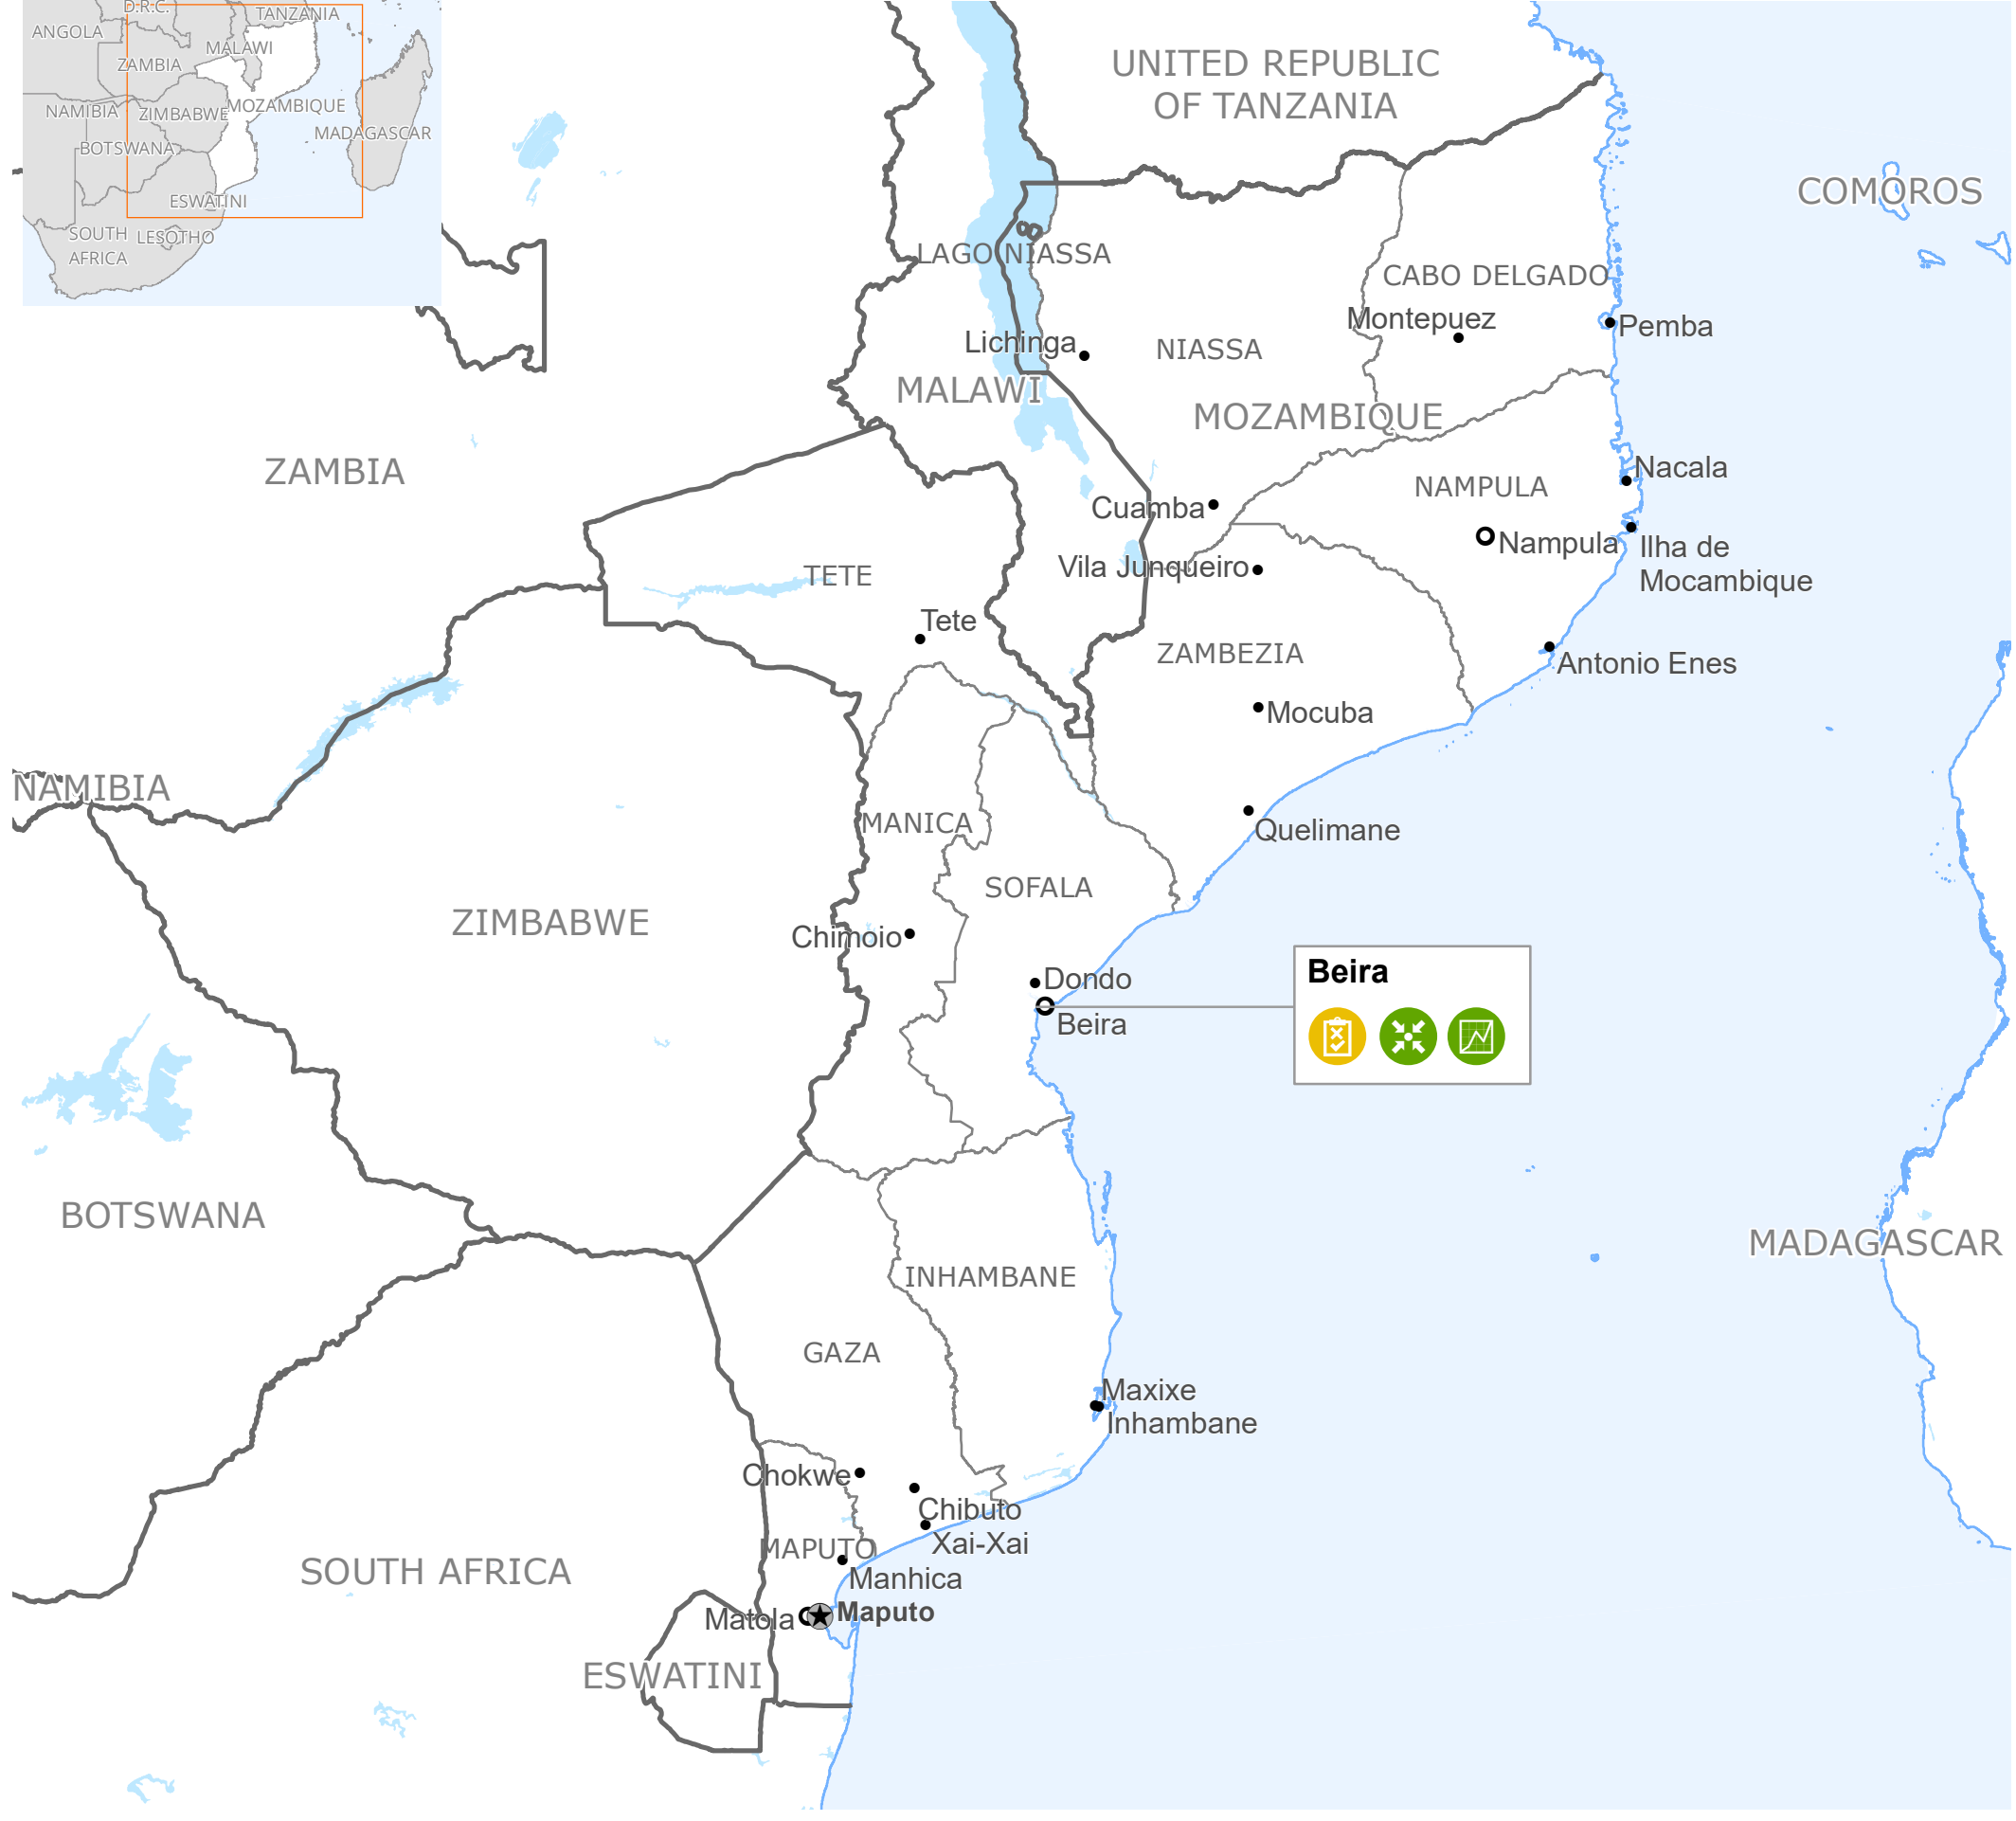 D.R.C.
TANZANIA
ANGOLA
MALAWI
ZAMBIA
NAMIBIA
ZIMBABWE
MOZAMBIQUE
MADAGASCAR
BOTSWANA
ESWATINI
SOUTH
AFRICA
LESOTHO
UNITED REPUBLIC
OF TANZANIA
COMOROS
LAGO NIASSA
CABO DELGADO
Montepuez
Pemba
Lichinga
NIASSA
MALAWI
MOZAMBIQUE
ZAMBIA
Nacala
NAMPULA
Cuamba
Nampula
Ilha de
Mocambique
Vila Junqueiro
TETE
Tete
ZAMBEZIA
Antonio Enes
Mocuba
NAMIBIA
MANICA
Quelimane
SOFALA
ZIMBABWE
Chimoio
Dondo
Beira
Beira
BOTSWANA
MADAGASCAR
INHAMBANE
GAZA
Maxixe
Inhambane
Chokwe
Chibuto
Xai-Xai
MAPUTO
SOUTH AFRICA
Manhica
Matola
Maputo
ESWATINI